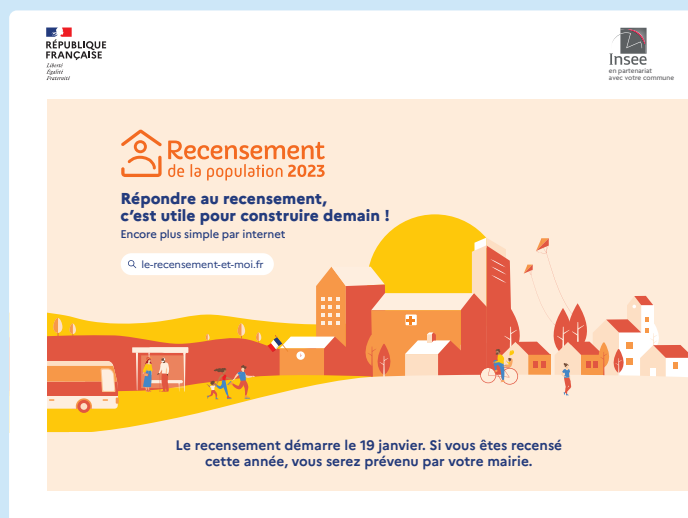 RÉPUBLIQUE
FRANÇAISE
Liberté
Égalité
Fraternité
Insee
en partenariat
avec votre commune
Recensement
de la population 2023
Répondre au recensement,
c'est utile pour construire demain !
Encore plus simple par internet
le-recensement-et-moi.fr
Le recensement démarre le 19 janvier. Si vous êtes recensé
cette année, vous serez prévenu par votre mairie.